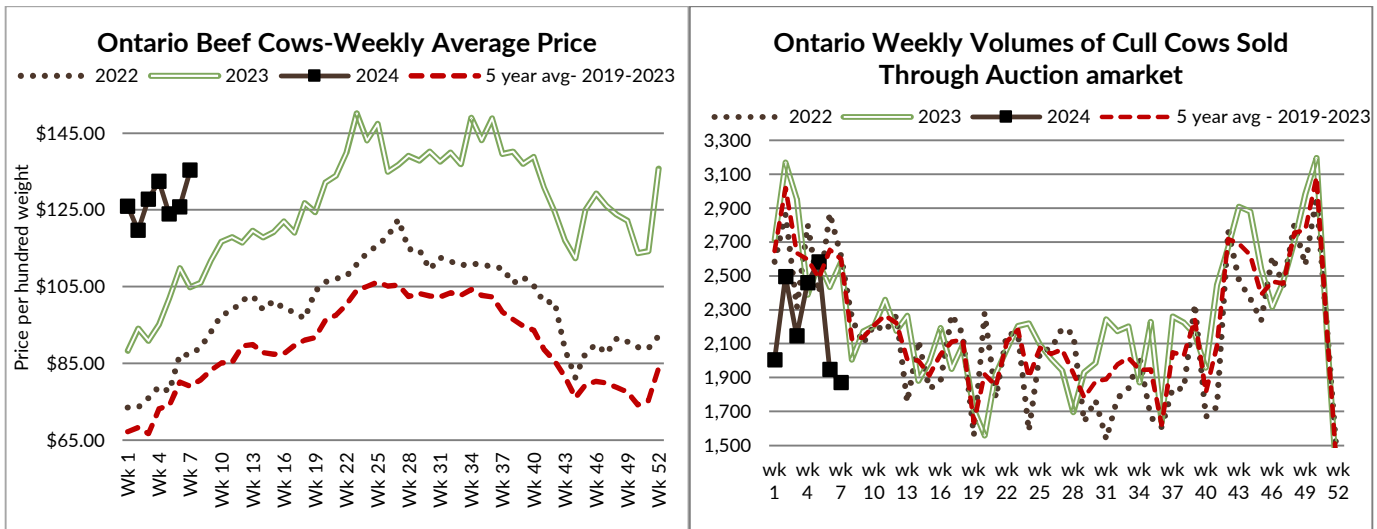 Ontario Beef Cows-Weekly Average Price
2022 2023 2024 5 year avg- 2019-2023
Price per hundred weight
$145.00
$125.00
$105.00
$85.00
$65.00
Wk 1 Wk 4 Wk 7 Wk 10 Wk 13 Wk 16 Wk 19 Wk 22 Wk 25 Wk 28 Wk 31 Wk 34 Wk 37 Wk 40 Wk 43 Wk 46 Wk 49 Wk 52
Ontario Weekly Volumes of Cull Cows Sold
Through Auction amarket
2022 2023 2024 5 year avg - 2019-2023
3,300
3,100
2,900
2,700
2,500
2,300
2,100
1,900
1,700
1,500
wk wk wk wk wk wk wk wk wk wk wk wk wk wk wk wk wk wk
1 4 7 10 13 16 19 22 25 28 31 34 37 40 43 46 49 52